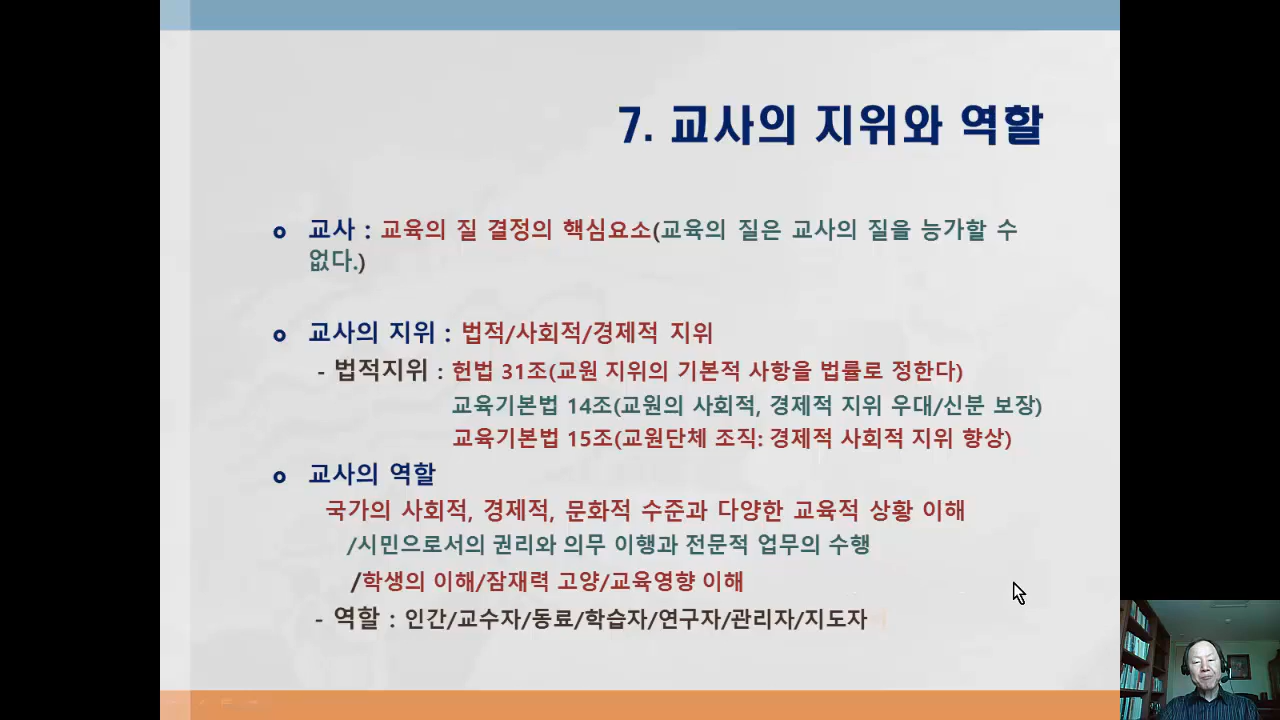 7. 교사의 지위와 역할
o 교사 : 교육의 질 결정의 핵심요소(교육의 질은 교사의 질을 능가할 수
없다.)
o 교사의 지위 : 법적/사회적/경제적 지위
- 법적지위 : 헌법 31조(교원 지위의 기본적 사항을 법률로 정한다)
교육기본법 14조(교원의 사회적, 경제적 지위 우대/신분 보장)
교육기본법 15조(교원단체 조직: 경제적 사회적 지위 향상)
o 교사의 역할
국가의 사회적, 경제적, 문화적 수준과 다양한 교육적 상황 이해
/시민으로서의 권리와 의무 이행과 전문적 업무의 수행
/학생의 이해/잠재력 고양/교육영향 이해
- 역할 : 인간/교수자/동료/학습자/연구자/관리자/지도자